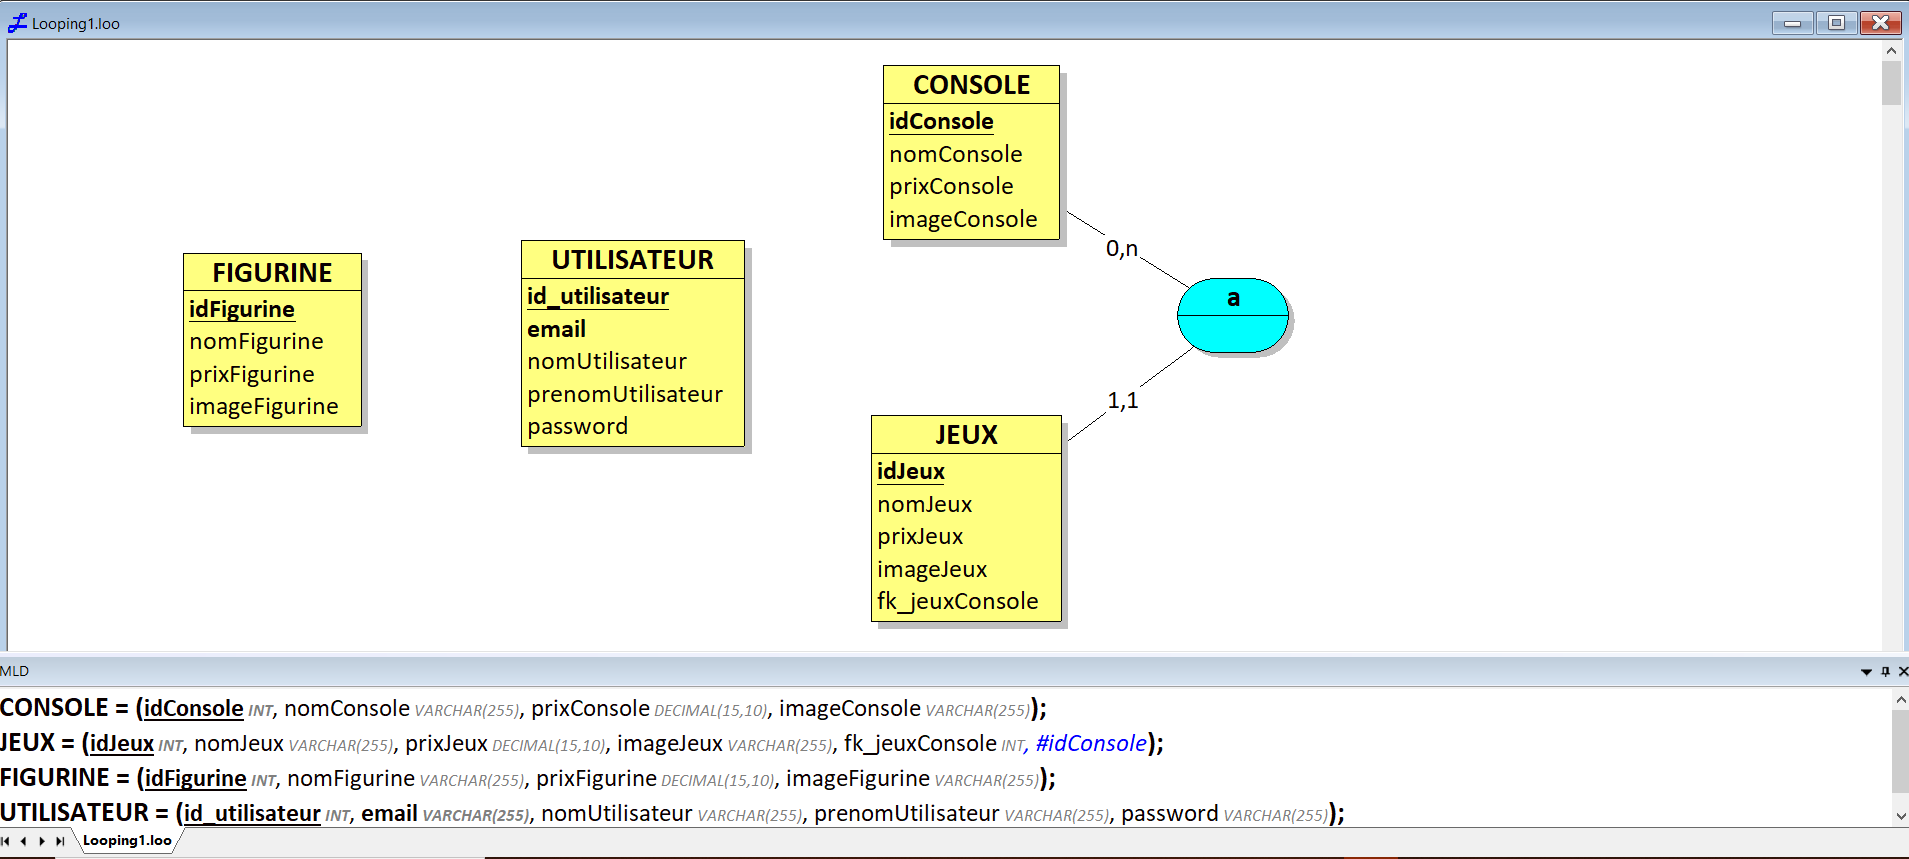 Looping1.loo
CONSOLE
idConsole
nomConsole
prixConsole
imageConsole
FIGURINE
idFigurine
nomFigurine
prixFigurine
imageFigurine
UTILISATEUR
id_utilisateur
email
nomUtilisateur
prenomUtilisateur
password
0,n
a
1,1
JEUX
idJeux
nomJeux
prixJeux
imageJeux
fk_jeuxConsole
MLD
CONSOLE = (idConsole INT, nomConsole VARCHAR(255), prixConsole DECIMAL(15,10), imageConsole VARCHAR(255));
JEUX = (idJeux INT, nomJeux VARCHAR(255), prixJeux DECIMAL(15,10), imageJeux VARCHAR(255), fk_jeuxConsole INT, #idConsole);
FIGURINE = (idFigurine INT, nomFigurine VARCHAR(255), prixFigurine DECIMAL(15,10), imageFigurine VARCHAR(255));
UTILISATEUR = (id_utilisateur INT, email VARCHAR(255), nomUtilisateur VARCHAR(255), prenomUtilisateur VARCHAR(255), password VARCHAR(255));
Looping1.loo